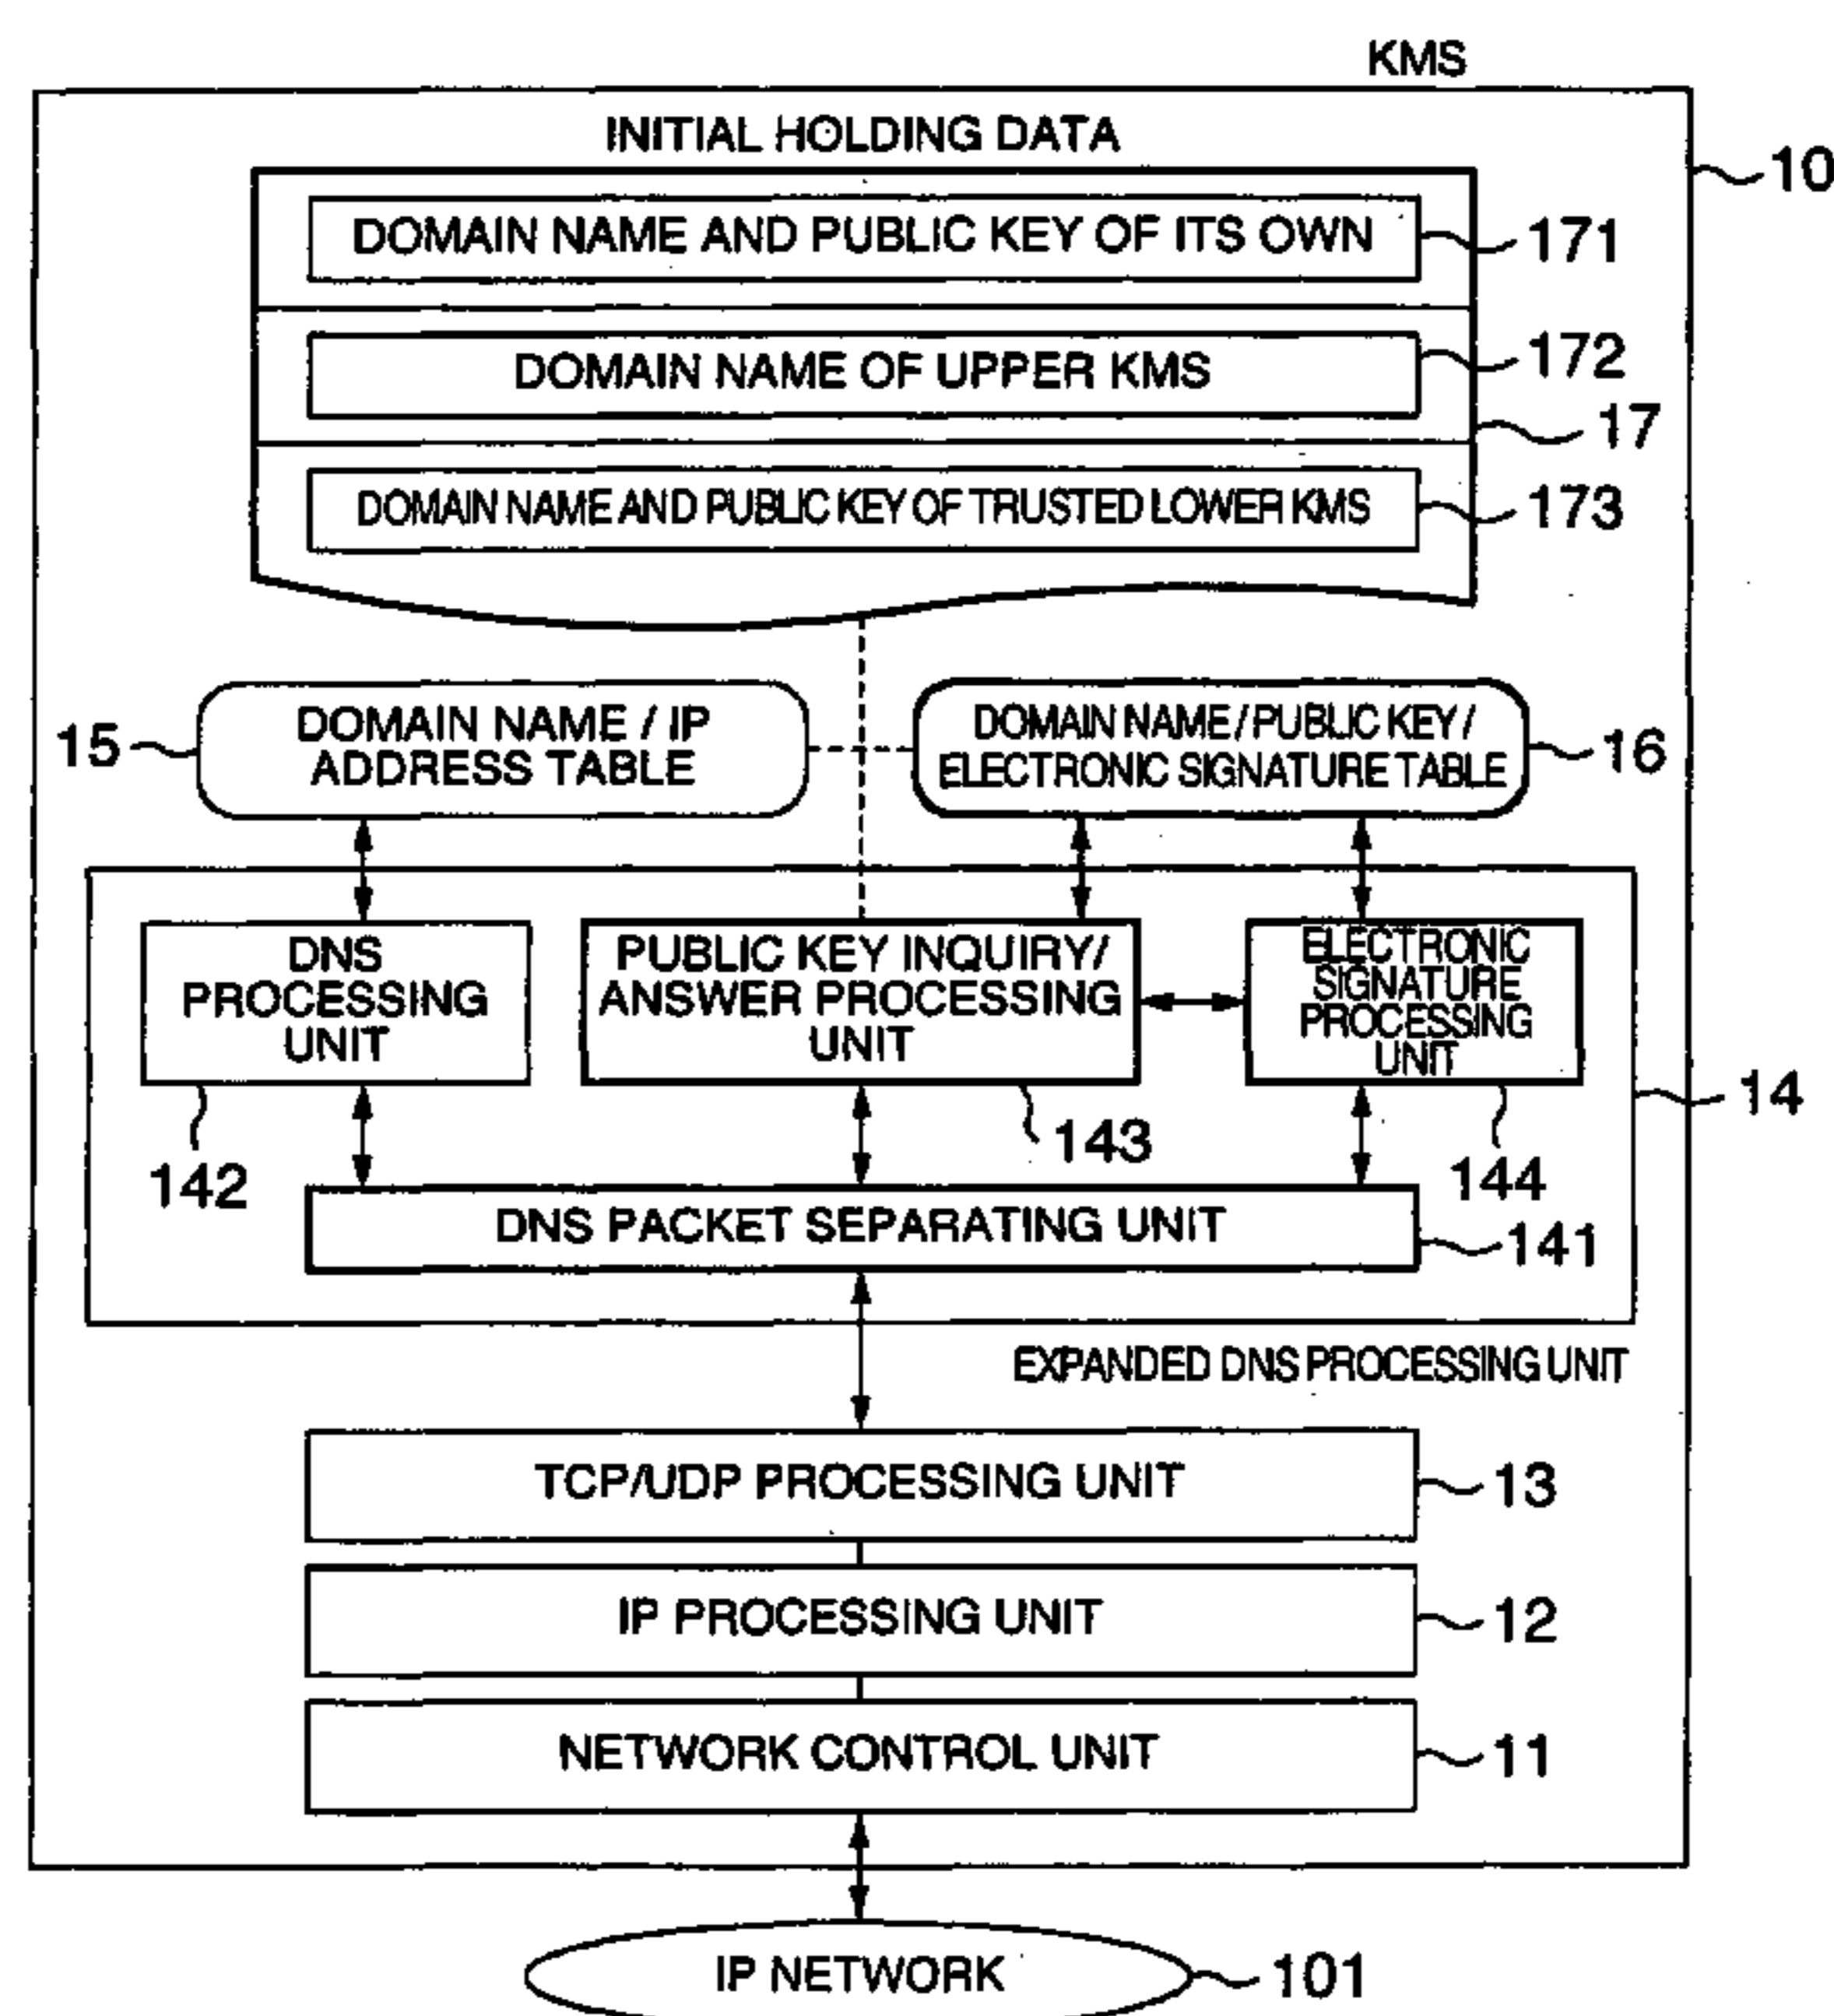 KMS
INITIAL HOLDING DATA
10
DOMAIN NAME AND PUBLIC KEY OF ITS OWN
171
DOMAIN NAME OF UPPER KMS
172
17
DOMAIN NAME AND PUBLIC KEY OF TRUSTED LOWER KMS
173
15
DOMAIN NAME / IP
ADDRESS TABLE
DOMAIN NAME / PUBLIC KEY /
ELECTRONIC SIGNATURE TABLE
16
DNS
PROCESSING
UNIT
PUBLIC KEY INQUIRY/
ANSWER PROCESSING
UNIT
ELECTRONIC
SIGNATURE
PROCESSING
UNIT
14
142
143
144
DNS PACKET SEPARATING UNIT
141
EXPANDED DNS PROCESSING UNIT
TCP/UDP PROCESSING UNIT
13
IP PROCESSING UNIT
12
NETWORK CONTROL UNIT
11
IP NETWORK
101